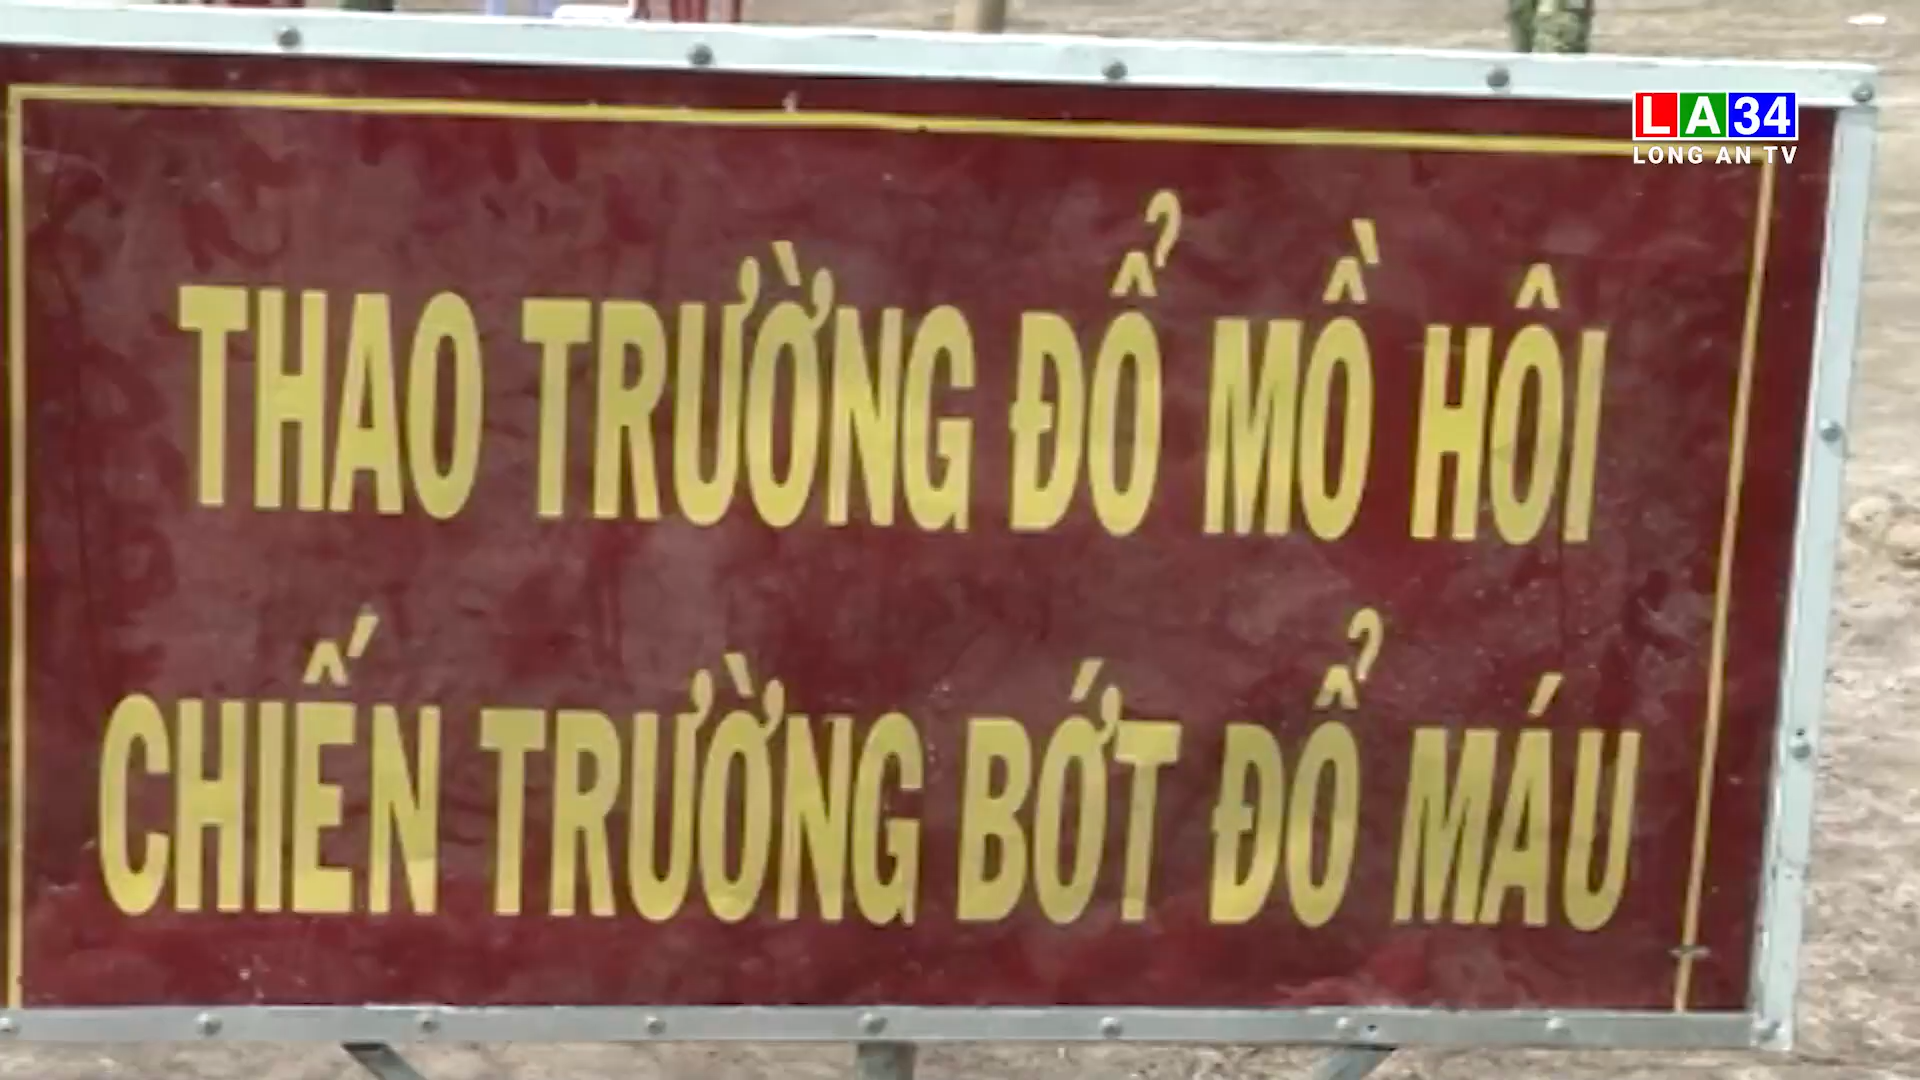 LA34
LONG AN TV
THAO TRƯỜNG ĐỔ MỒ HÔI
CHIẾN TRƯỜNG BỚT ĐỔ MÁU